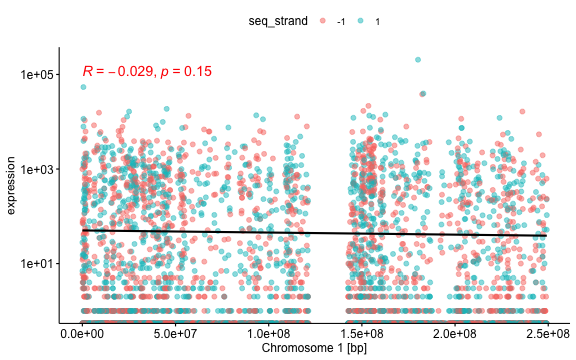 seq_strand -1 1
R = −0.029, p = 0.15
1e+05
1e+03
1e+01
expression
0.0e+00 5.0e+07 1.0e+08 1.5e+08 2.0e+08 2.5e+08
Chromosome 1 [bp]